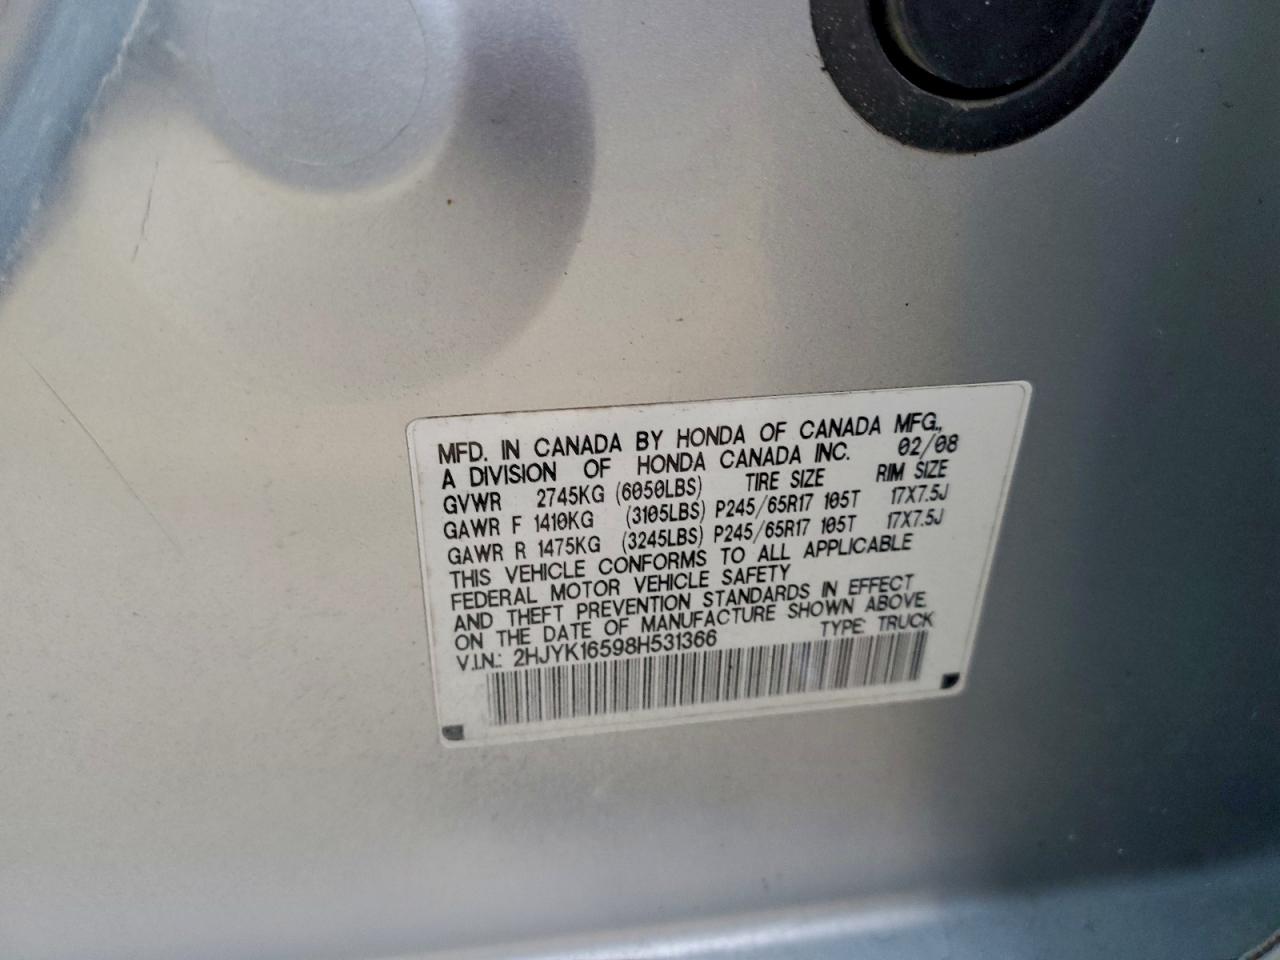 MFD. IN CANADA BY HONDA OF CANADA MFG.,
A DIVISION OF HONDA CANADA INC. 02/08
GVWR 2745KG (6050LBS) TIRE SIZE RIM SIZE
GAWR F 1410KG (3105LBS) P245/65R17 105T 17X7.5J
GAWR R 1475KG (3245LBS) P245/65R17 105T 17X7.5J
THIS VEHICLE CONFORMS TO ALL APPLICABLE
FEDERAL MOTOR VEHICLE SAFETY
AND THEFT PREVENTION STANDARDS IN EFFECT
ON THE DATE OF MANUFACTURE SHOWN ABOVE.
V.I.N.: 2HJYK16598H531366 TYPE: TRUCK